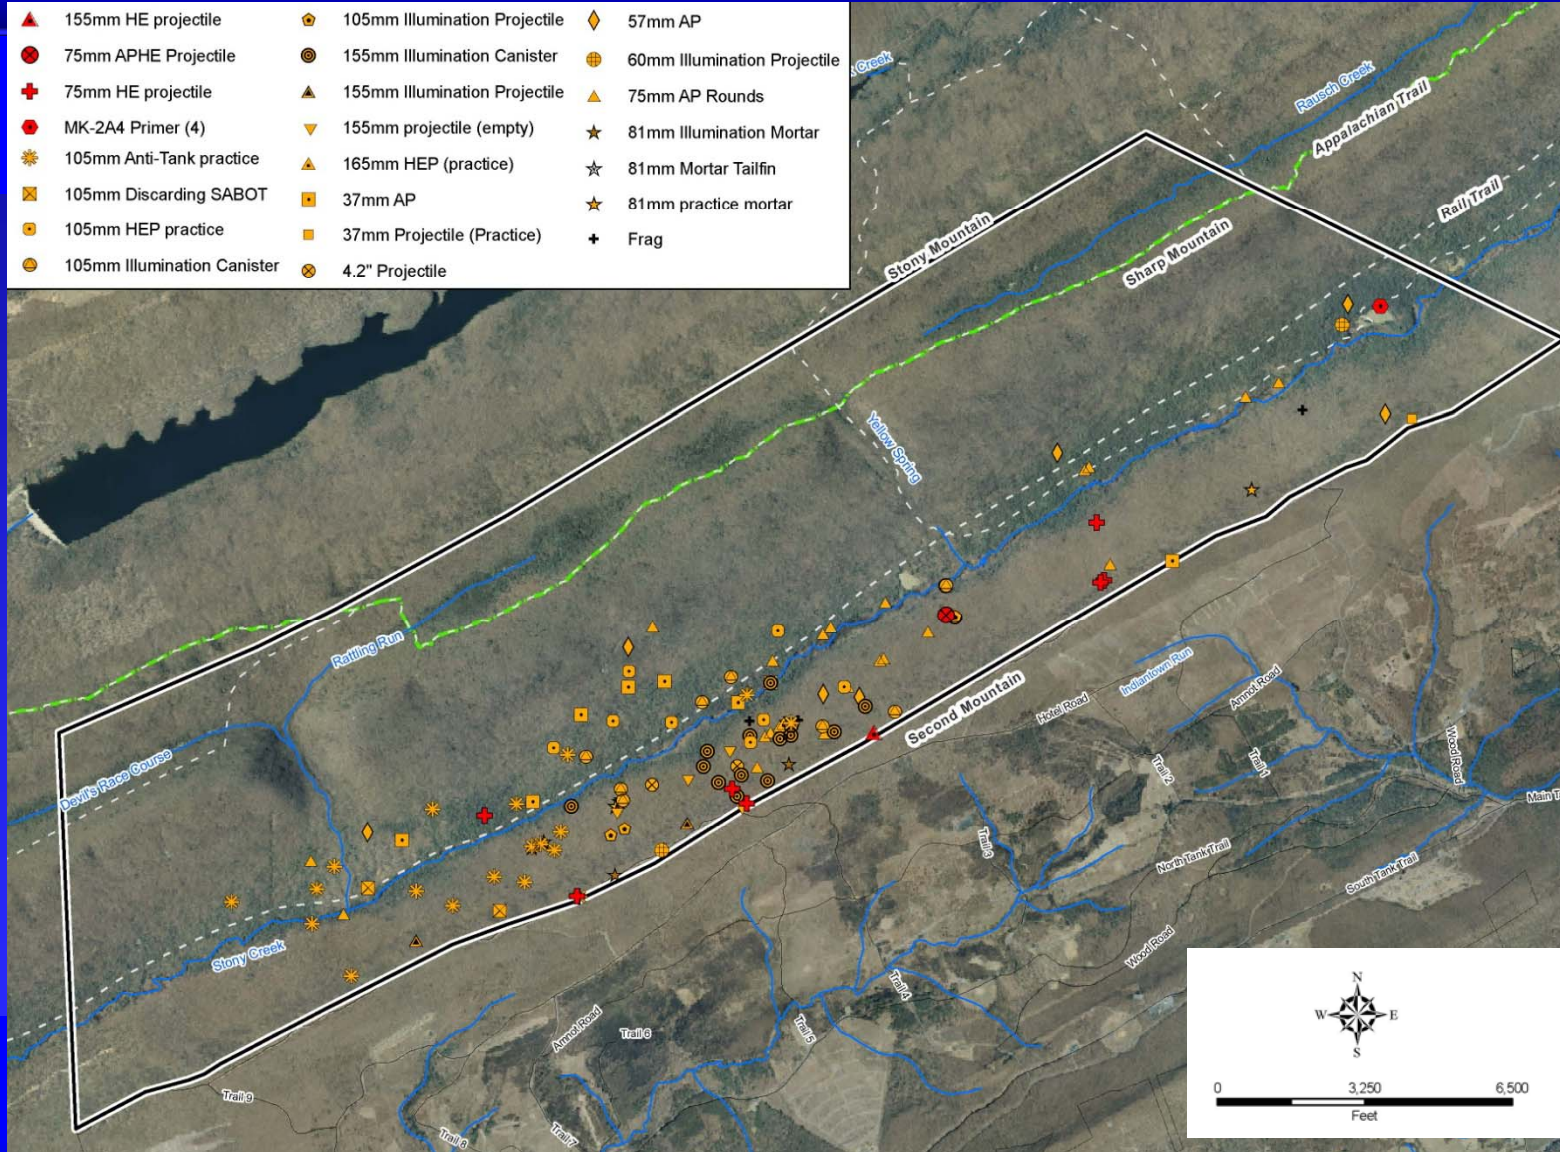 155mm HE projectile
75mm APHE Projectile
75mm HE projectile
MK-2A4 Primer (4)
105mm Anti-Tank practice
105mm Discarding SABOT
105mm HEP practice
105mm Illumination Canister
105mm Illumination Projectile
155mm Illumination Canister
155mm Illumination Projectile
155mm projectile (empty)
165mm HEP (practice)
37mm AP
37mm Projectile (Practice)
4.2" Projectile
57mm AP
60mm Illumination Projectile
75mm AP Rounds
81mm Illumination Mortar
81mm Mortar Tailfin
81mm practice mortar
Frag
Creek
Rausch Creek
Appalachian Trail
Rail Trail
Stony Mountain
Sharp Mountain
Yellow Spring
Rattling Run
Devil's Race Course
Stony Creek
Second Mountain
Hotel Road
Indiantown Run
Amnot Road
Trail 1
Trail 2
Wood Road
Main T
Trail 3
North Tank Trail
South Tank Trail
Wood Road
Trail 4
Trail 5
Amnot Road
Trail 6
Trail 9
Trail 8
Trail 7
N
W E
S
0 3,250 6,500
Feet